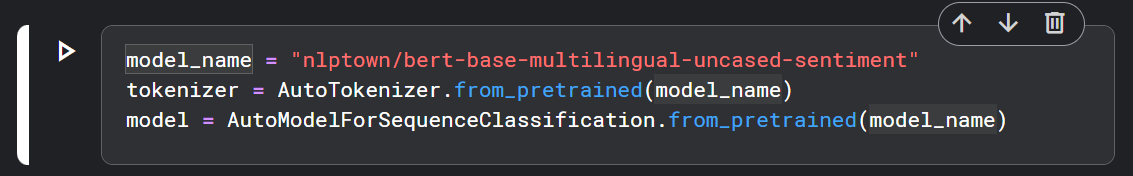 model_name = "nlptown/bert-base-multilingual-uncased-sentiment"
tokenizer = AutoTokenizer.from_pretrained(model_name)
model = AutoModelForSequenceClassification.from_pretrained(model_name)